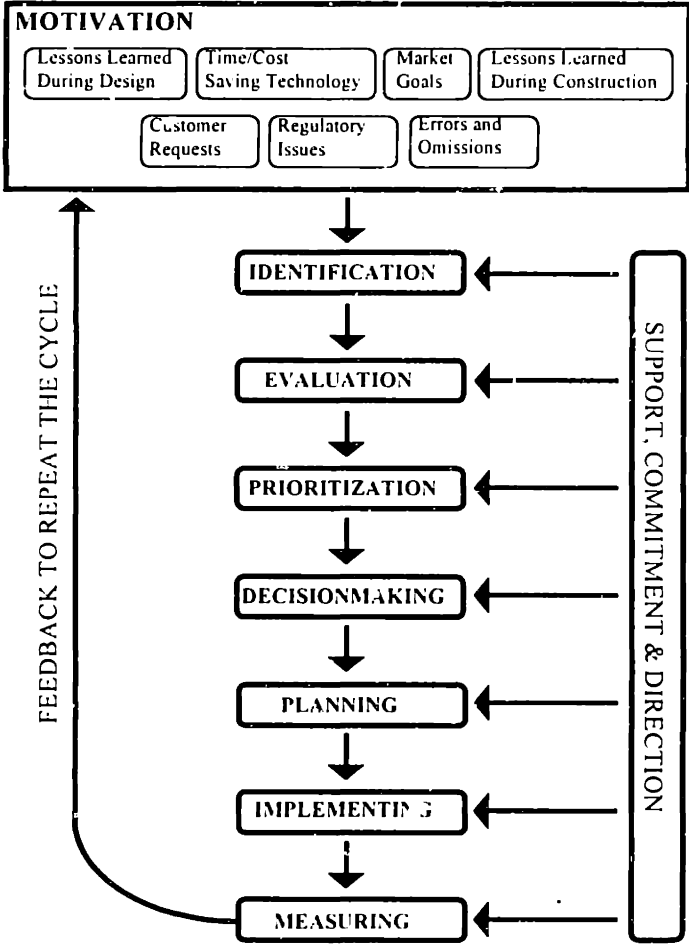 MOTIVATION
Lessons Learned
During Design
Time/Cost
Saving Technology
Market
Goals
Lessons Learned
During Construction
Customer
Requests
Regulatory
Issues
Errors and
Omissions
IDENTIFICATION
EVALUATION
PRIORITIZATION
DECISIONMAKING
PLANNING
IMPLEMENTING
MEASURING
FEEDBACK TO REPEAT THE CYCLE
SUPPORT, COMMITMENT & DIRECTION